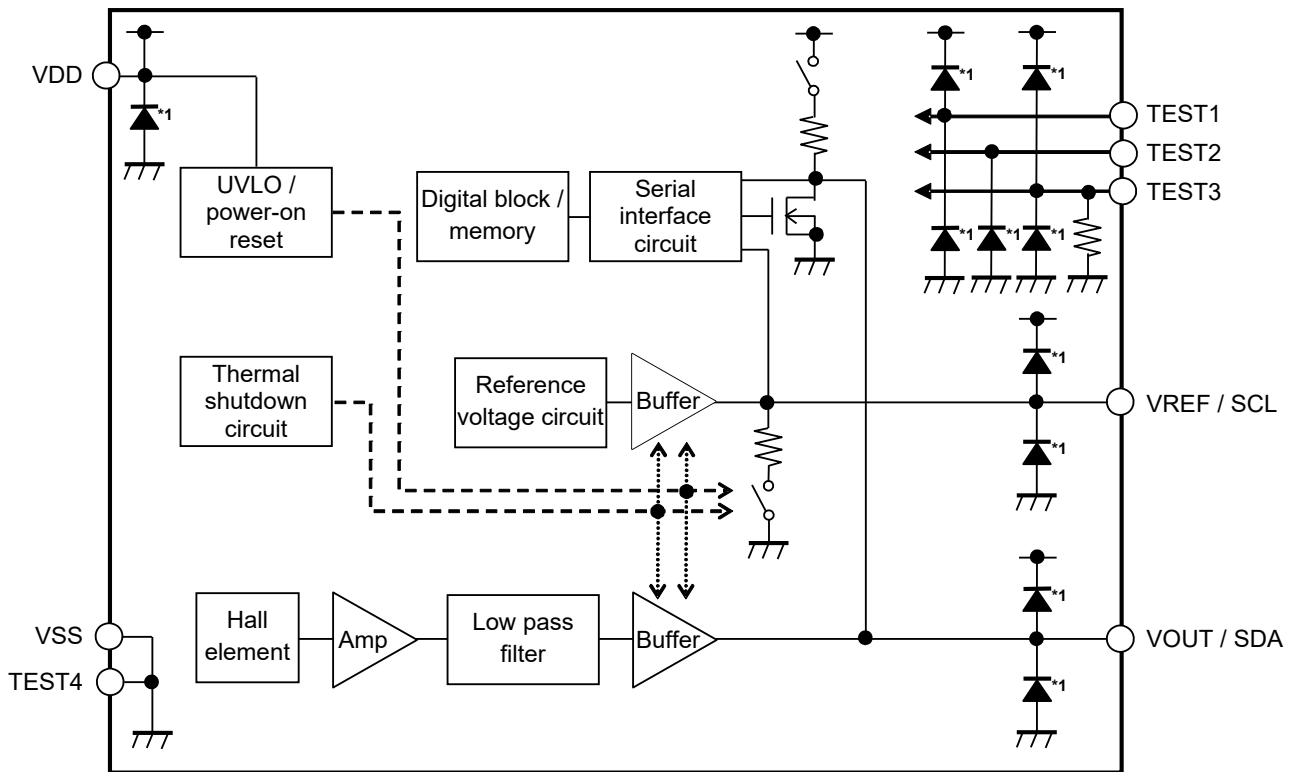 VDD
*1
UVLO /
power-on
reset
Digital block /
memory
Serial
interface
circuit
*1
*1
TEST1
TEST2
TEST3
*1
*1
*1
Thermal
shutdown
circuit
Reference
voltage circuit
Buffer
*1
VREF / SCL
*1
VSS
TEST4
Hall
element
Amp
Low pass
filter
Buffer
*1
VOUT / SDA
*1